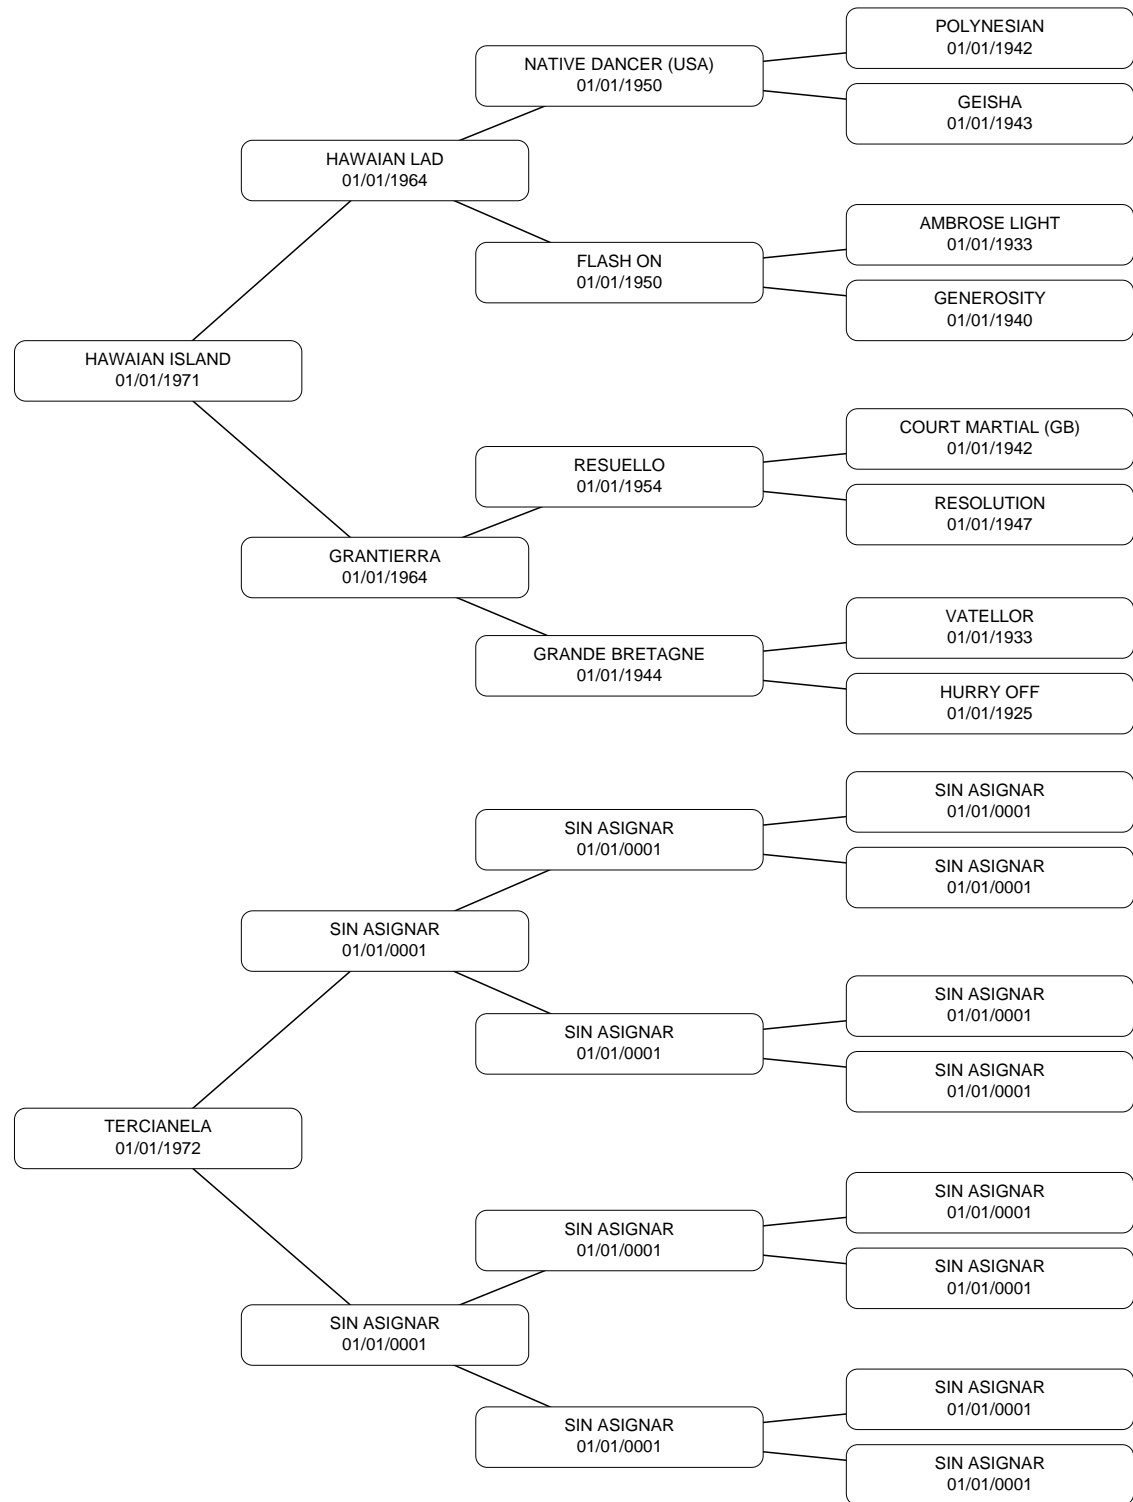 POLYNESIAN
01/01/1942
NATIVE DANCER (USA)
01/01/1950
GEISHA
01/01/1943
HAWAIAN LAD
01/01/1964
AMBROSE LIGHT
01/01/1933
FLASH ON
01/01/1950
GENEROSITY
01/01/1940
HAWAIAN ISLAND
01/01/1971
COURT MARTIAL (GB)
01/01/1942
RESUELLO
01/01/1954
RESOLUTION
01/01/1947
GRANTIERRA
01/01/1964
VATELLOR
01/01/1933
GRANDE BRETAGNE
01/01/1944
HURRY OFF
01/01/1925
SIN ASIGNAR
01/01/0001
SIN ASIGNAR
01/01/0001
SIN ASIGNAR
01/01/0001
SIN ASIGNAR
01/01/0001
SIN ASIGNAR
01/01/0001
SIN ASIGNAR
01/01/0001
SIN ASIGNAR
01/01/0001
TERCIANELA
01/01/1972
SIN ASIGNAR
01/01/0001
SIN ASIGNAR
01/01/0001
SIN ASIGNAR
01/01/0001
SIN ASIGNAR
01/01/0001
SIN ASIGNAR
01/01/0001
SIN ASIGNAR
01/01/0001
SIN ASIGNAR
01/01/0001